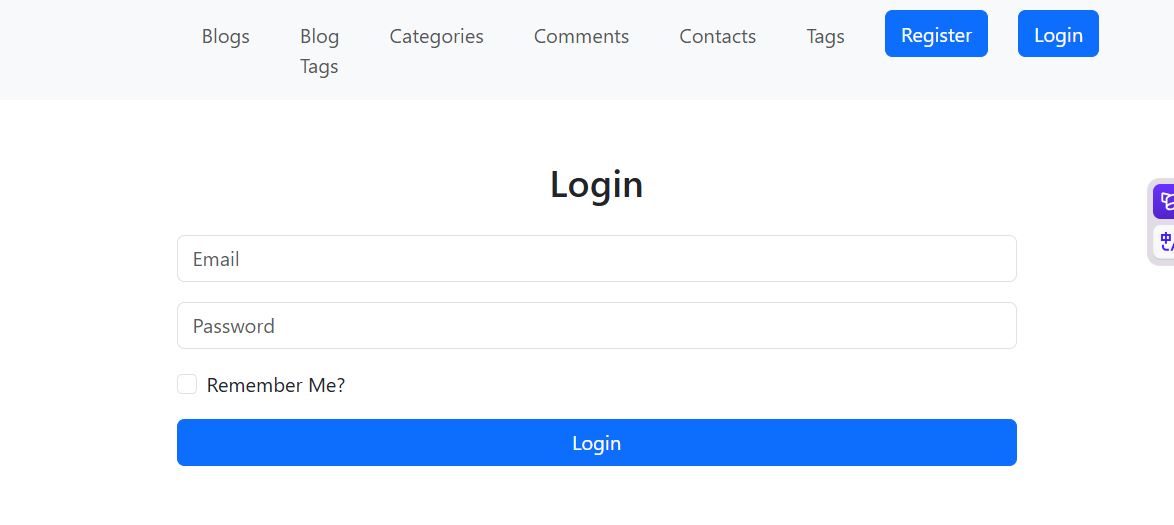 Blogs
Blog
Tags
Categories
Comments
Contacts
Tags
Register
Login
Login
Email
Password
Remember Me?
Login